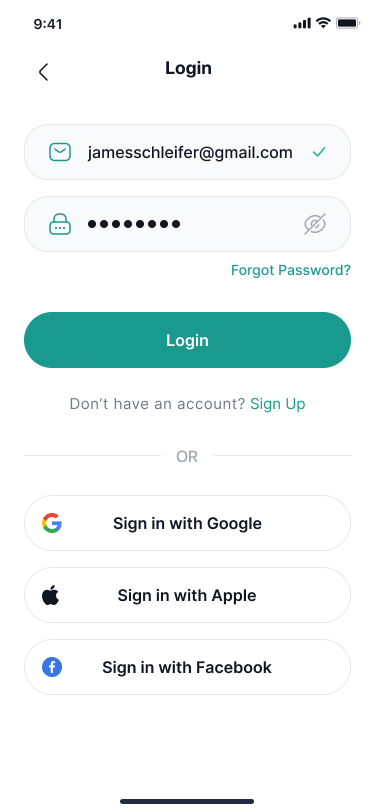 9:41
Login
jamesschleifer@gmail.com
Forgot Password?
Login
Don’t have an account? Sign Up
OR
Sign in with Google
Sign in with Apple
Sign in with Facebook